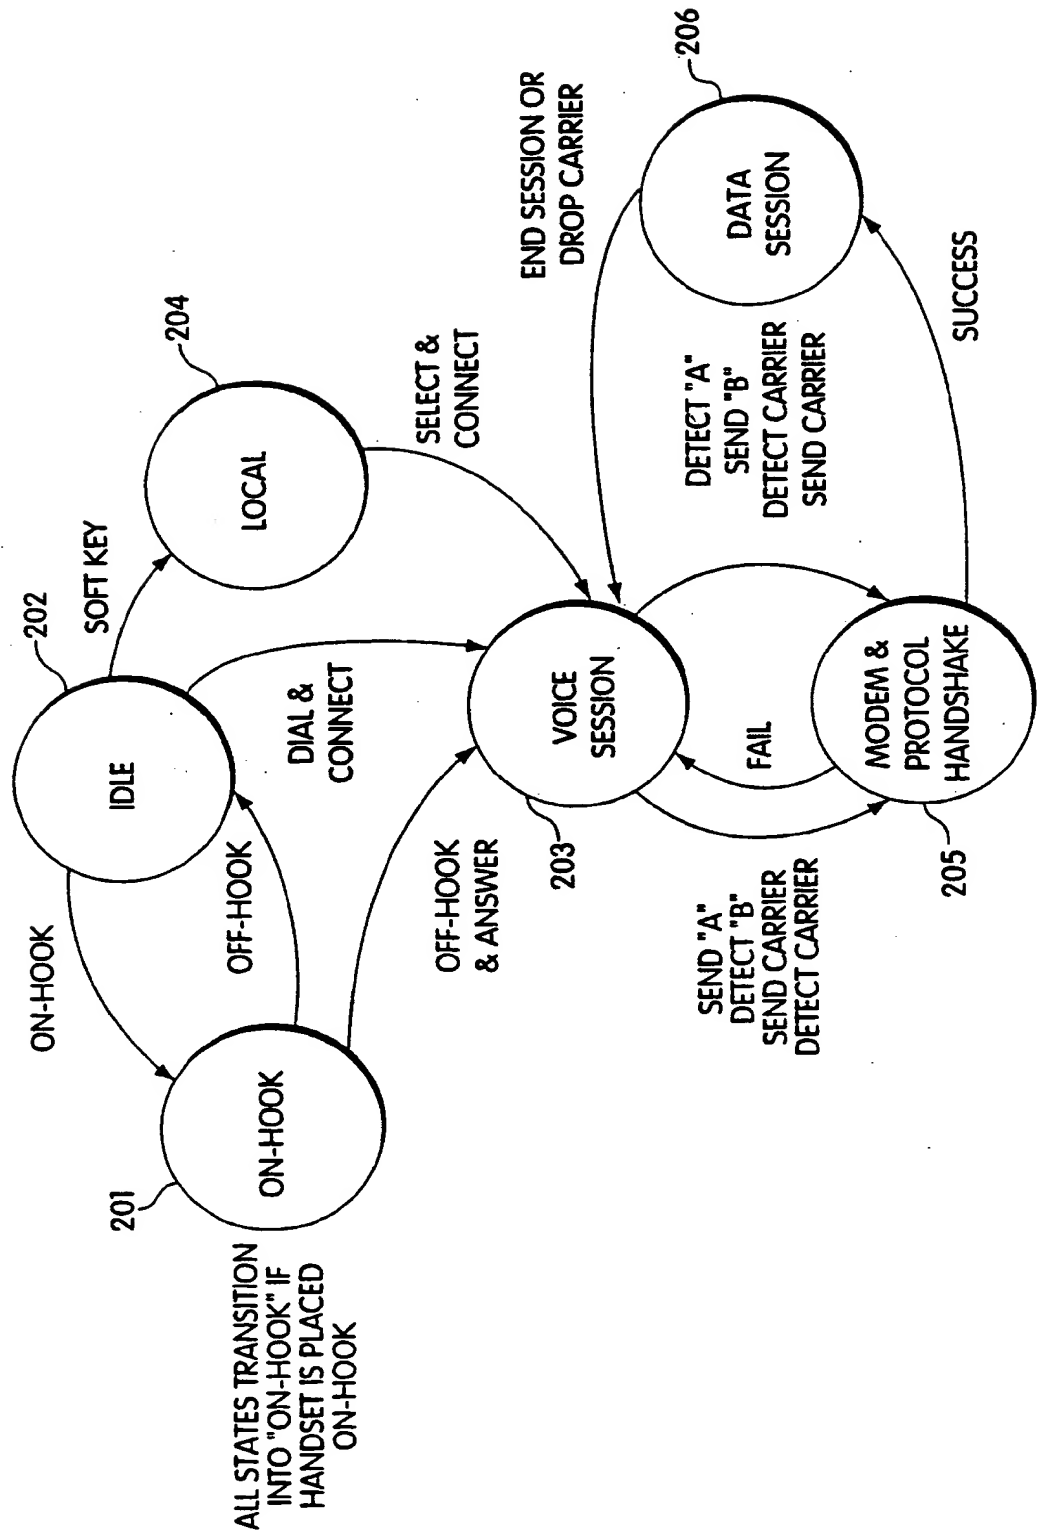 ALL STATES TRANSITION
INTO "ON-HOOK" IF
HANDSET IS PLACED
ON-HOOK
201
ON-HOOK
ON-HOOK
OFF-HOOK
202
IDLE
SOFT KEY
204
LOCAL
DIAL &
CONNECT
SELECT &
CONNECT
OFF-HOOK
& ANSWER
203
VOICE
SESSION
END SESSION OR
DROP CARRIER
206
DATA
SESSION
DETECT "A"
SEND "B"
DETECT CARRIER
SEND CARRIER
FAIL
SEND "A"
DETECT "B"
SEND CARRIER
DETECT CARRIER
205
MODEM &
PROTOCOL
HANDSHAKE
SUCCESS